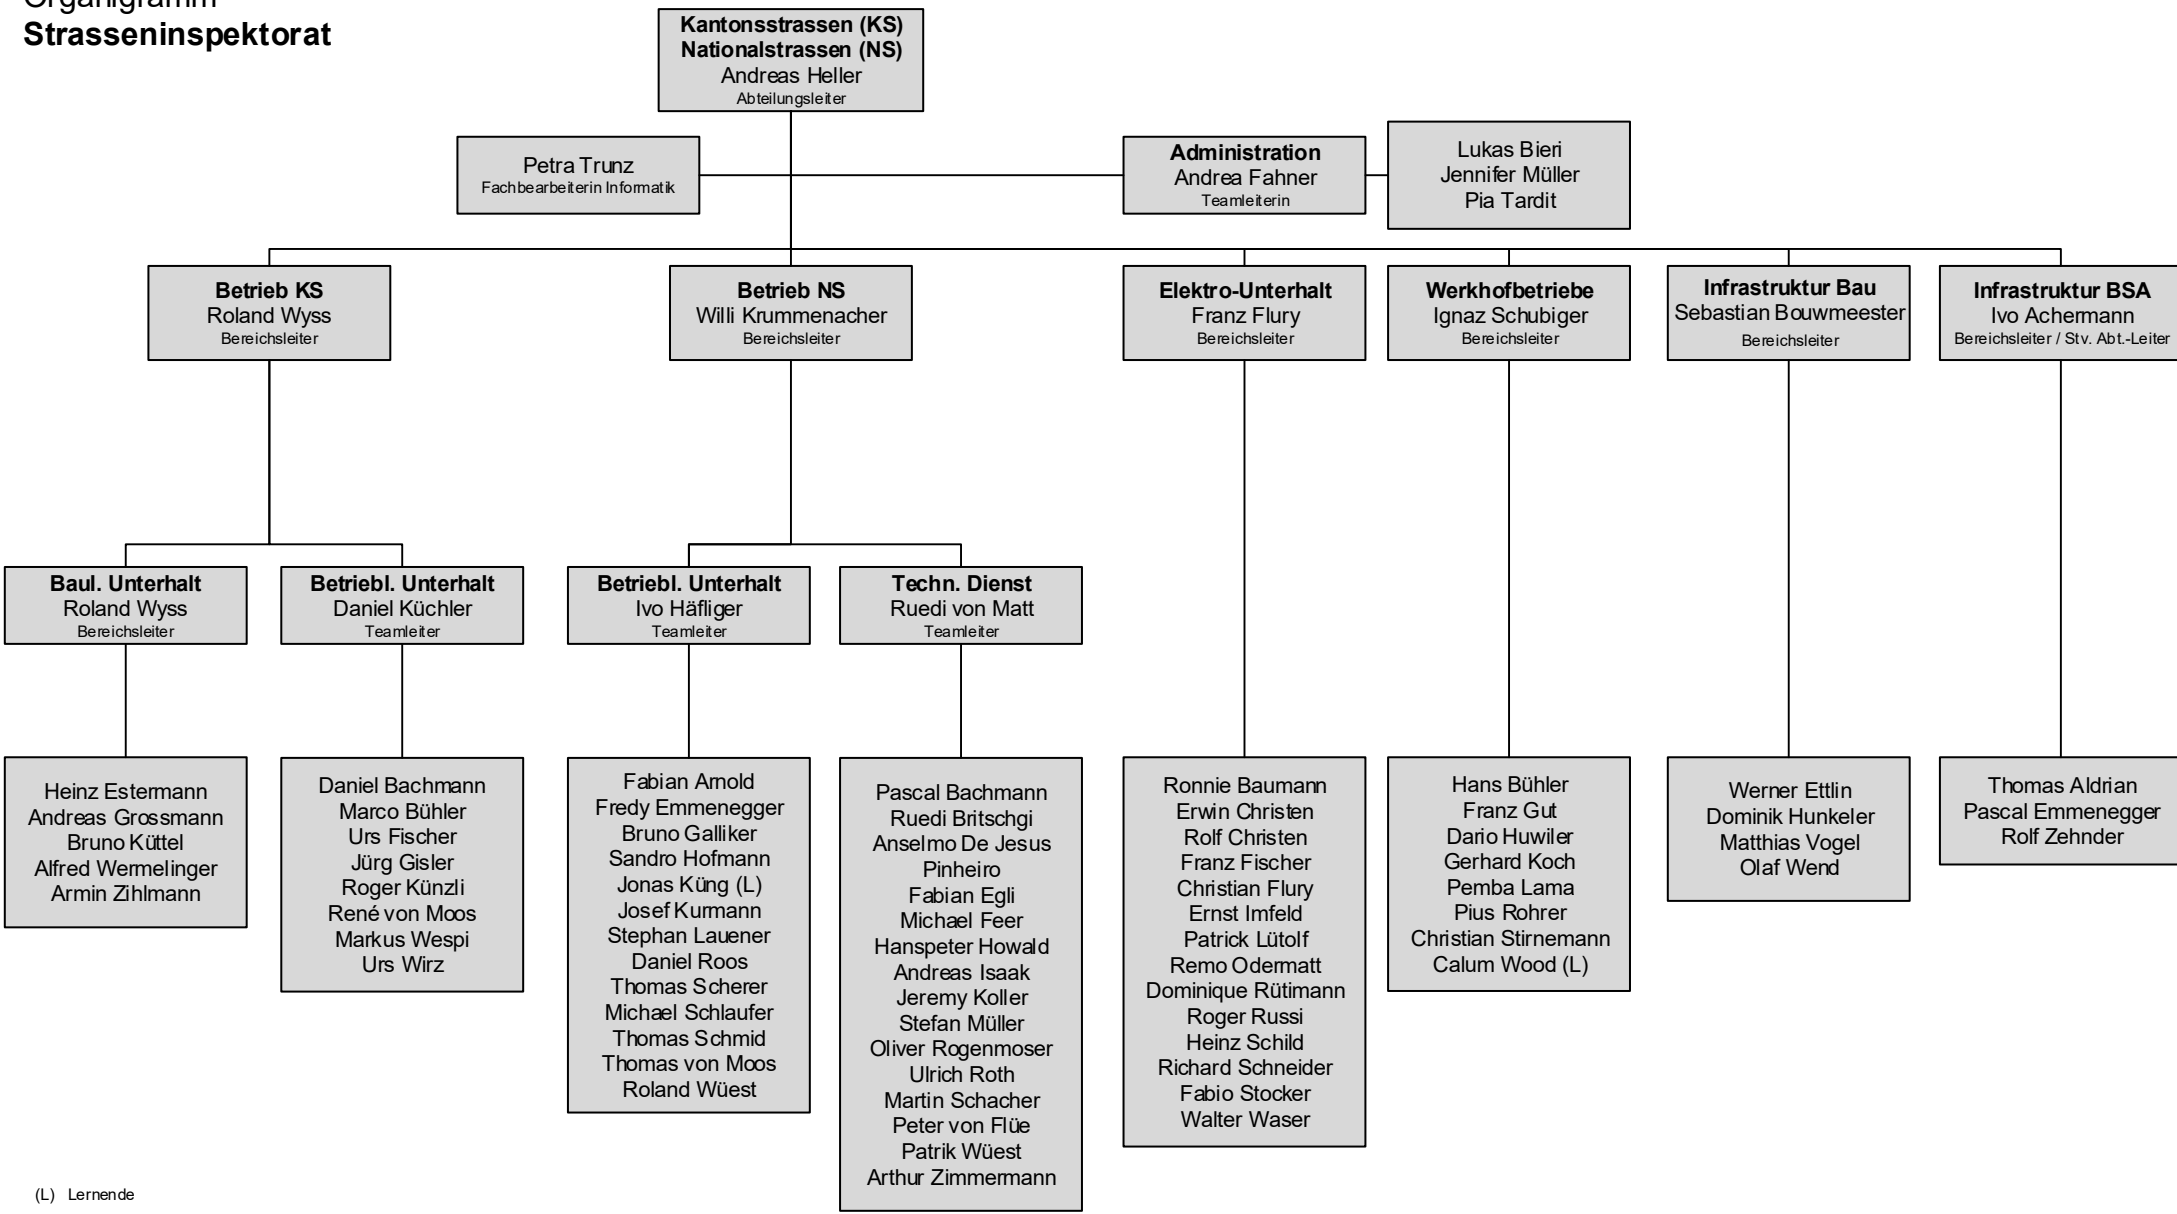 Organigramm
Strasseninspektorat
Kantonsstrassen (KS)
Nationalstrassen (NS)
Andreas Heller
Abteilungsleiter
Petra Trunz
Fachbearbeiterin Informatik
Administration
Andrea Fahner
Teamleiterin
Lukas Bieri
Jennifer Müller
Pia Tardit
Betrieb KS
Roland Wyss
Bereichsleiter
Betrieb NS
Willi Krummenacher
Bereichsleiter
Elektro-Unterhalt
Franz Flury
Bereichsleiter
Werkhofbetriebe
Ignaz Schubiger
Bereichsleiter
Infrastruktur Bau
Sebastian Bouwmeester
Bereichsleiter
Infrastruktur BSA
Ivo Achermann
Bereichsleiter / Stv. Abt.-Leiter
Baul. Unterhalt
Roland Wyss
Bereichsleiter
Betriebl. Unterhalt
Daniel Küchler
Teamleiter
Betriebl. Unterhalt
Ivo Häfliger
Teamleiter
Techn. Dienst
Ruedi von Matt
Teamleiter
Heinz Estermann
Andreas Grossmann
Bruno Küttel
Alfred Wermelinger
Armin Zihlmann
Daniel Bachmann
Marco Bühler
Urs Fischer
Jürg Gisler
Roger Künzli
René von Moos
Markus Wespi
Urs Wirz
Fabian Arnold
Fredy Emmenegger
Bruno Galliker
Sandro Hofmann
Jonas Küng (L)
Josef Kurmann
Stephan Lauener
Daniel Roos
Thomas Scherer
Michael Schlaufer
Thomas Schmid
Thomas von Moos
Roland Wüest
Pascal Bachmann
Ruedi Britschgi
Anselmo De Jesus
Pinheiro
Fabian Egli
Michael Feer
Hanspeter Howald
Andreas Isaak
Jeremy Koller
Stefan Müller
Oliver Rogenmoser
Ulrich Roth
Martin Schacher
Peter von Flüe
Patrik Wüest
Arthur Zimmermann
Ronnie Baumann
Erwin Christen
Rolf Christen
Franz Fischer
Christian Flury
Ernst Imfeld
Patrick Lütolf
Remo Odermatt
Dominique Rütimann
Roger Russi
Heinz Schild
Richard Schneider
Fabio Stocker
Walter Waser
Hans Bühler
Franz Gut
Dario Huwiler
Gerhard Koch
Pemba Lama
Pius Rohrer
Christian Stirnemann
Calum Wood (L)
Werner Ettlin
Dominik Hunkeler
Matthias Vogel
Olaf Wend
Thomas Aldrian
Pascal Emmenegger
Rolf Zehnder
(L) Lernende